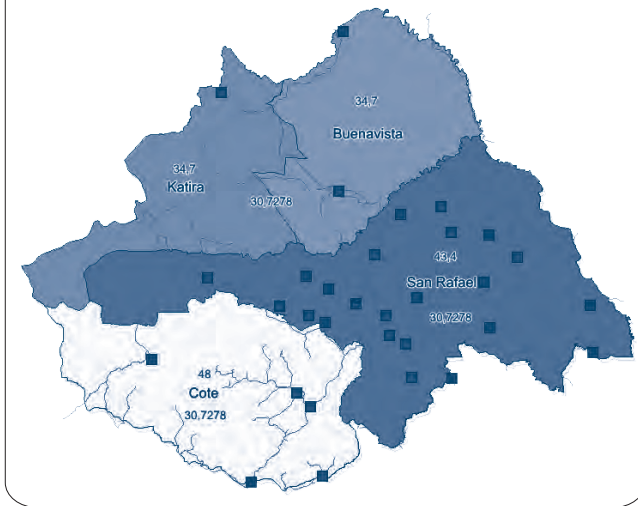 34,7
Buenavista
34,7
Katira
30,7278
43,4
San Rafael
30,7278
48
Cote
30,7278